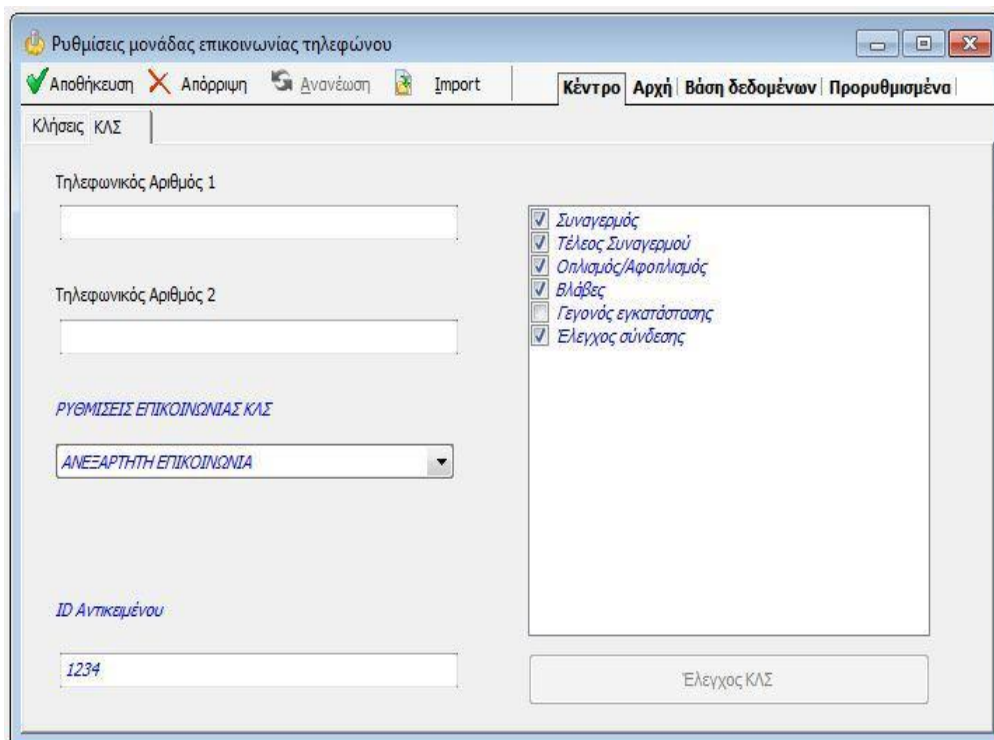 Ρυθμίσεις μονάδας επικοινωνίας τηλεφώνου
Αποθήκευση Απόρριψη Ανανέωση Import Κέντρο Αρχή Βάση δεδομένων Προρυθμισμένα
Κλήσεις ΚΛΣ
Τηλεφωνικός Αριθμός 1
Τηλεφωνικός Αριθμός 2
ΡΥΘΜΙΣΕΙΣ ΕΠΙΚΟΙΝΩΝΙΑΣ ΚΛΣ
ΑΝΕΞΑΡΤΗΤΗ ΕΠΙΚΟΙΝΩΝΙΑ
ID Αντικειμένου
1234
Συναγερμός
Τέλεος Συναγερμού
Οπλισμός/Αφοπλισμός
Βλάβες
Γεγονός εγκατάστασης
Έλεγχος σύνδεσης
Έλεγχος ΚΛΣ